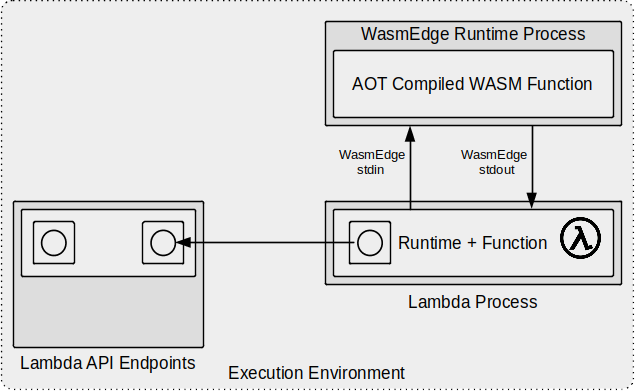 WasmEdge Runtime Process
AOT Compiled WASM Function
WasmEdge
stdin
WasmEdge
stdout
Runtime + Function
Lambda Process
Lambda API Endpoints
Execution Environment